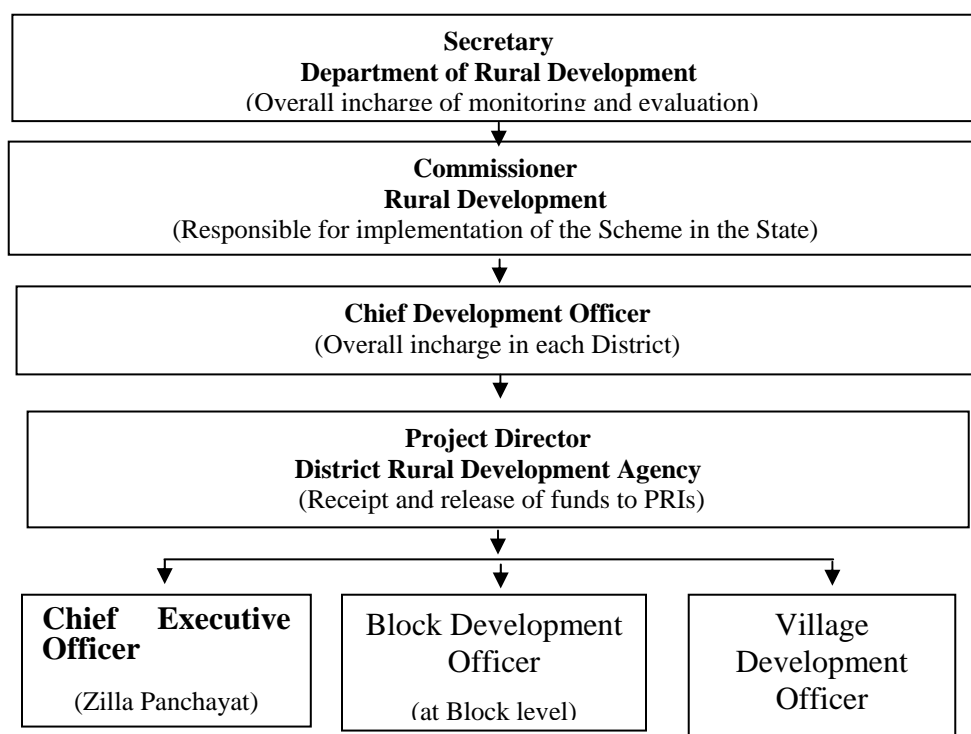 Secretary
Department of Rural Development
(Overall incharge of monitoring and evaluation)
Commissioner
Rural Development
(Responsible for implementation of the Scheme in the State)
Chief Development Officer
(Overall incharge in each District)
Project Director
District Rural Development Agency
(Receipt and release of funds to PRIs)
Chief Executive
Officer
(Zilla Panchayat)
Block Development
Officer
(at Block level)
Village
Development
Officer